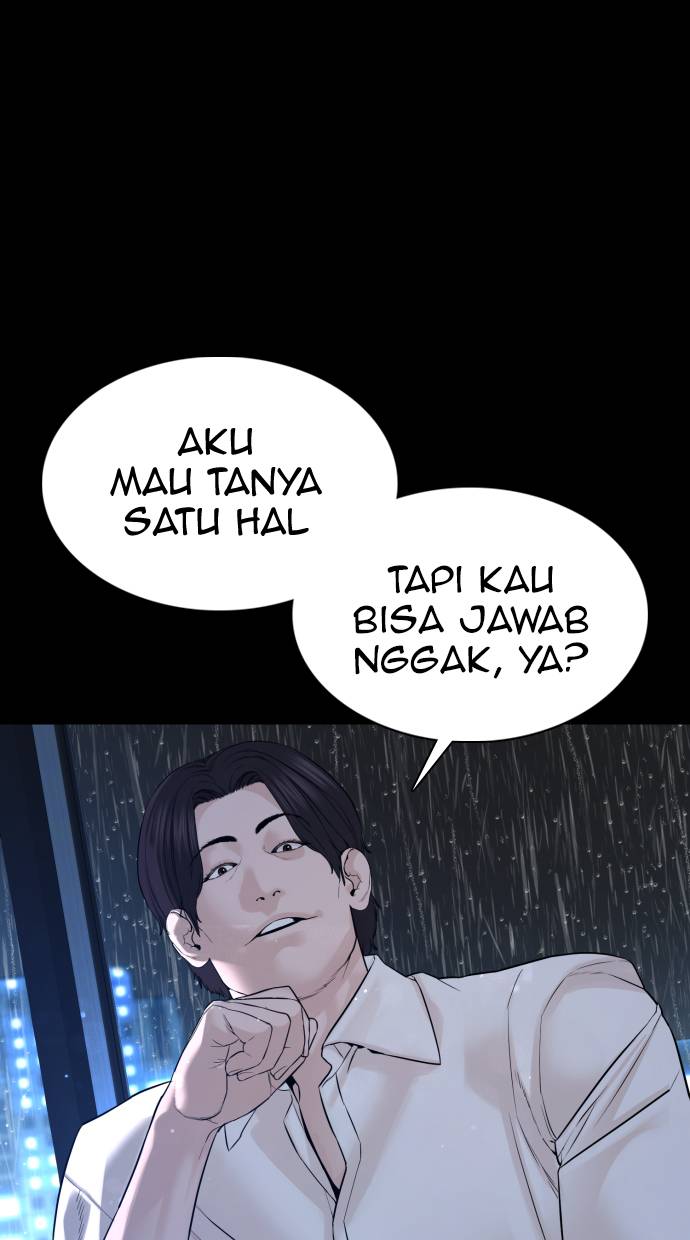 AKU
MAU TANYA
SATU HAL
TAPI KAU
BISA JAWAB
NGGAK, YA?